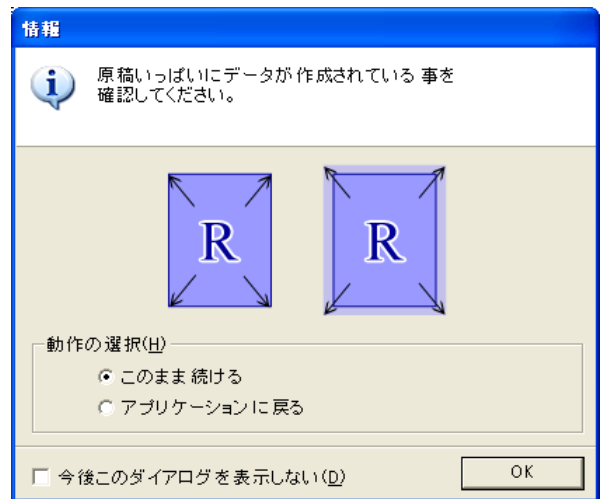 情報
原稿いっぱいにデータが作成されている 事を
確認してください。
R
R
動作の選択(H)
このまま続ける
アプリケーションに戻る
今後このダイアログを表示しない(D)
OK